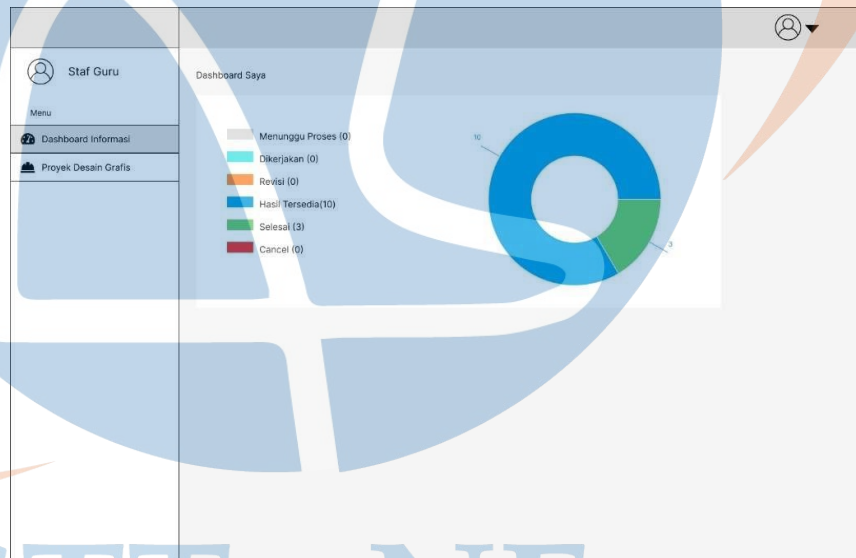 Staf Guru
Dashboard Saya
Menu
Dashboard Informasi
Proyek Desain Grafis
Menunggu Proses (0)
Dikerjakan (0)
Revisi (0)
Hasil Tersedia(10)
Selesai (3)
Cancel (0)
10
3
NF